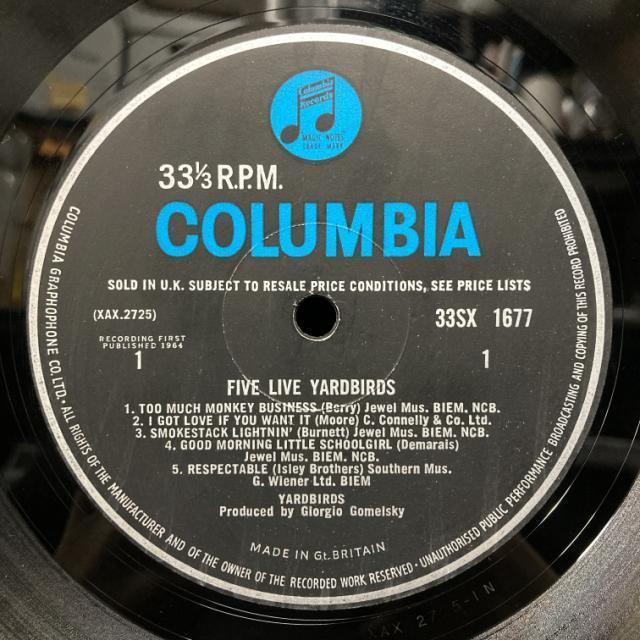 Columbia
Records
MAGIC NOTES
TRADE MARK
33⅓ R.P.M.
COLUMBIA
SOLD IN U.K. SUBJECT TO RESALE PRICE CONDITIONS, SEE PRICE LISTS
(XAX.2725)
33SX 1677
RECORDING FIRST
PUBLISHED 1964
1
1
FIVE LIVE YARDBIRDS
1. TOO MUCH MONKEY BUSINESS (Berry) Jewel Mus. BIEM. NCB.
2. I GOT LOVE IF YOU WANT IT (Moore) C. Connelly & Co. Ltd.
3. SMOKESTACK LIGHTNIN' (Burnett) Jewel Mus. BIEM. NCB.
4. GOOD MORNING LITTLE SCHOOLGIRL (Demarais)
Jewel Mus. BIEM. NCB.
5. RESPECTABLE (Isley Brothers) Southern Mus.
G. Wiener Ltd. BIEM
YARDBIRDS
Produced by Giorgio Gomelsky
MADE IN Gt. BRITAIN
COLUMBIA GRAPHOPHONE CO. LTD. · ALL RIGHTS OF THE MANUFACTURER AND OF THE OWNER OF THE RECORDED WORK RESERVED · UNAUTHORISED PUBLIC PERFORMANCE BROADCASTING AND COPYING OF THIS RECORD PROHIBITED